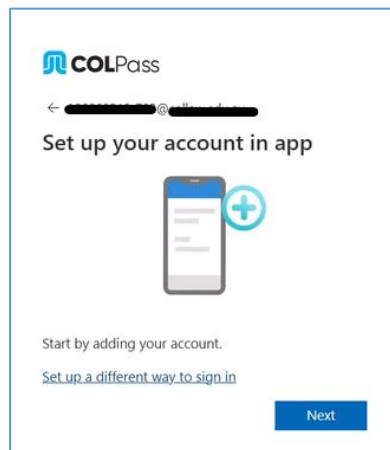 COLPass
@
Set up your account in app
Start by adding your account.
Set up a different way to sign in
Next